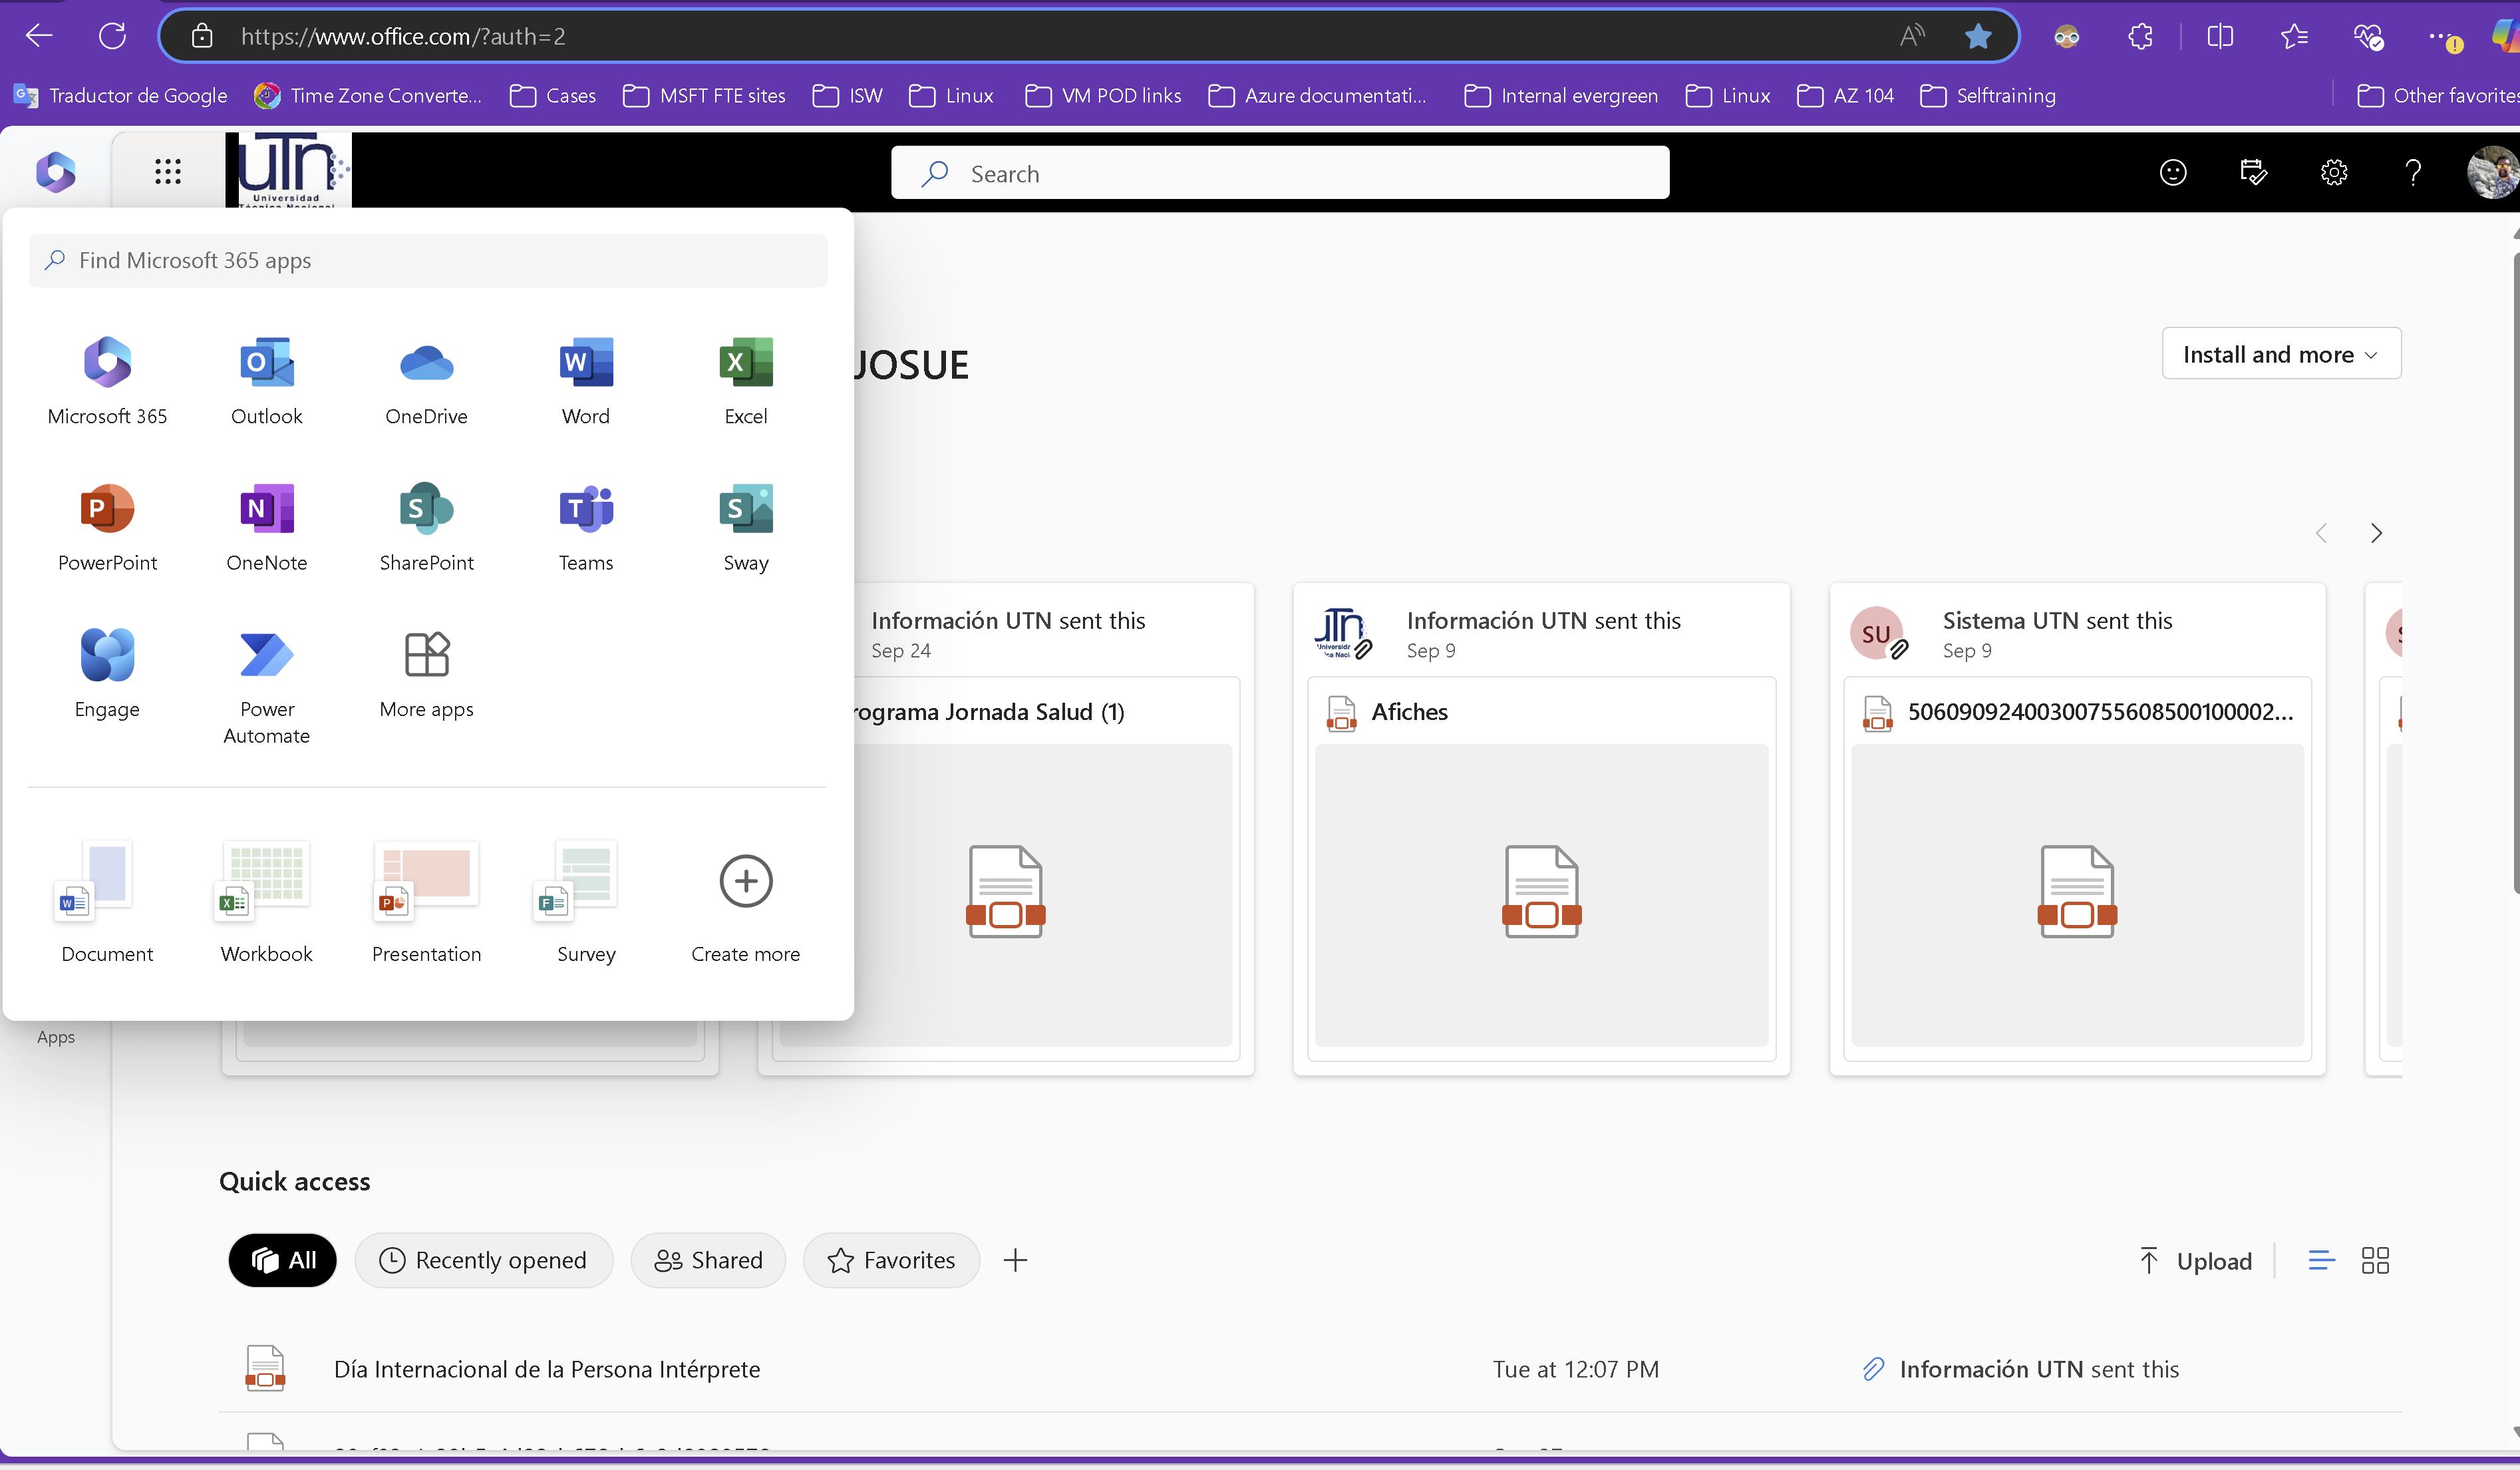 https://www.office.com/?auth=2
Traductor de Google
Time Zone Converte...
Cases
MSFT FTE sites
ISW
Linux
VM POD links
Azure documentati...
Internal evergreen
Linux
AZ 104
Selftraining
Other favorites
UTN
Universidad
Técnica Nacional
Search
Find Microsoft 365 apps
Microsoft 365
Outlook
OneDrive
Word
Excel
PowerPoint
OneNote
SharePoint
Teams
Sway
Engage
Power
Automate
More apps
Document
Workbook
Presentation
Survey
Create more
Apps
JOSUE
Install and more
Información UTN sent this
Sep 24
rograma Jornada Salud (1)
Información UTN sent this
Sep 9
Afiches
SU
Sistema UTN sent this
Sep 9
50609092400300755608500100002...
Quick access
All
Recently opened
Shared
Favorites
Upload
Día Internacional de la Persona Intérprete
Tue at 12:07 PM
Información UTN sent this